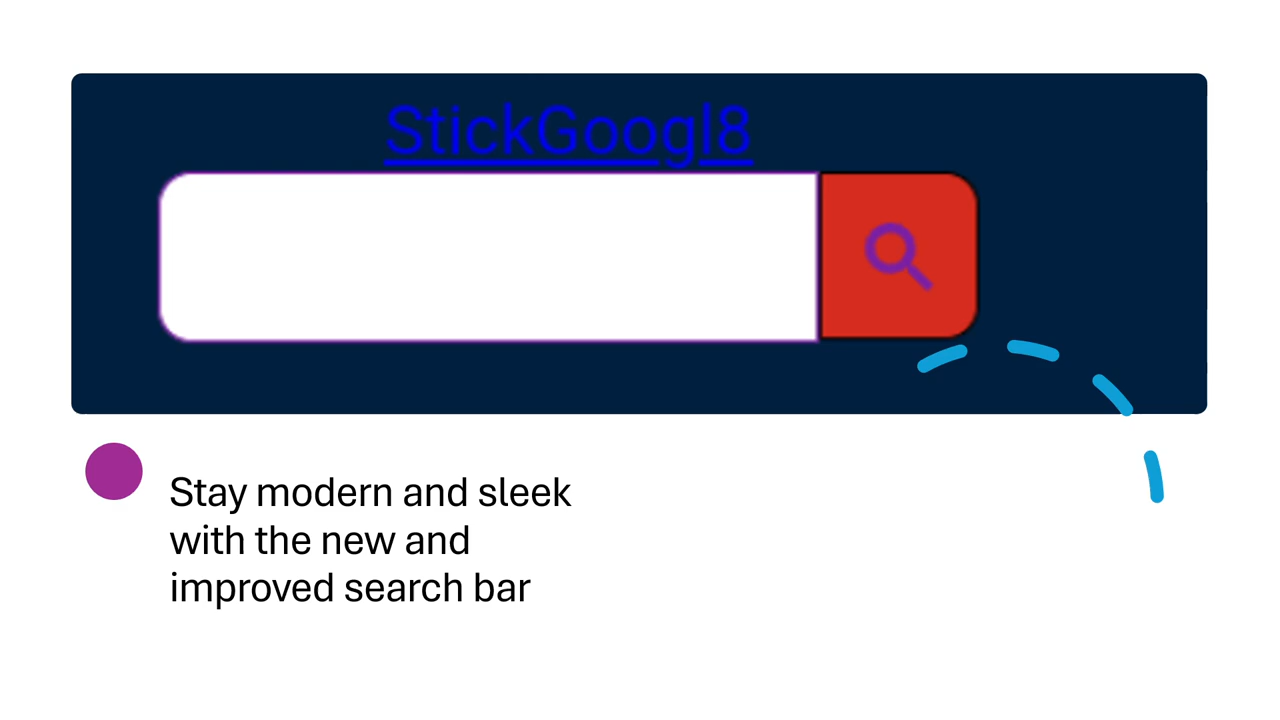 StickGoogl8
Stay modern and sleek
with the new and
improved search bar